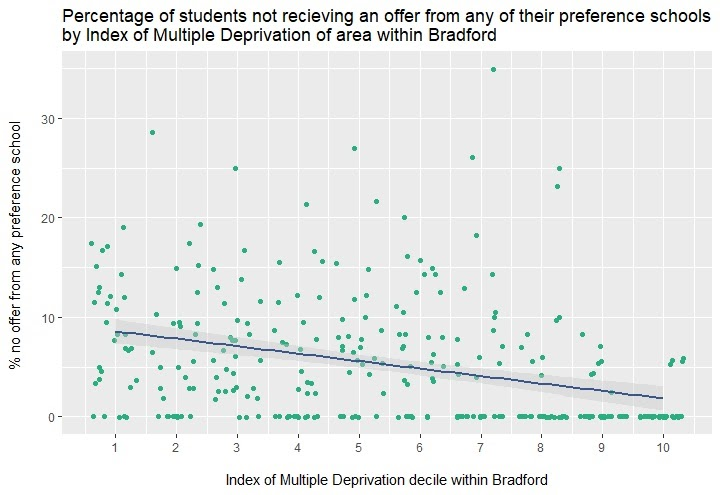 Percentage of students not recieving an offer from any of their preference schools
by Index of Multiple Deprivation of area within Bradford
% no offer from any preference school
30
20
10
0
1 2 3 4 5 6 7 8 9 10
Index of Multiple Deprivation decile within Bradford